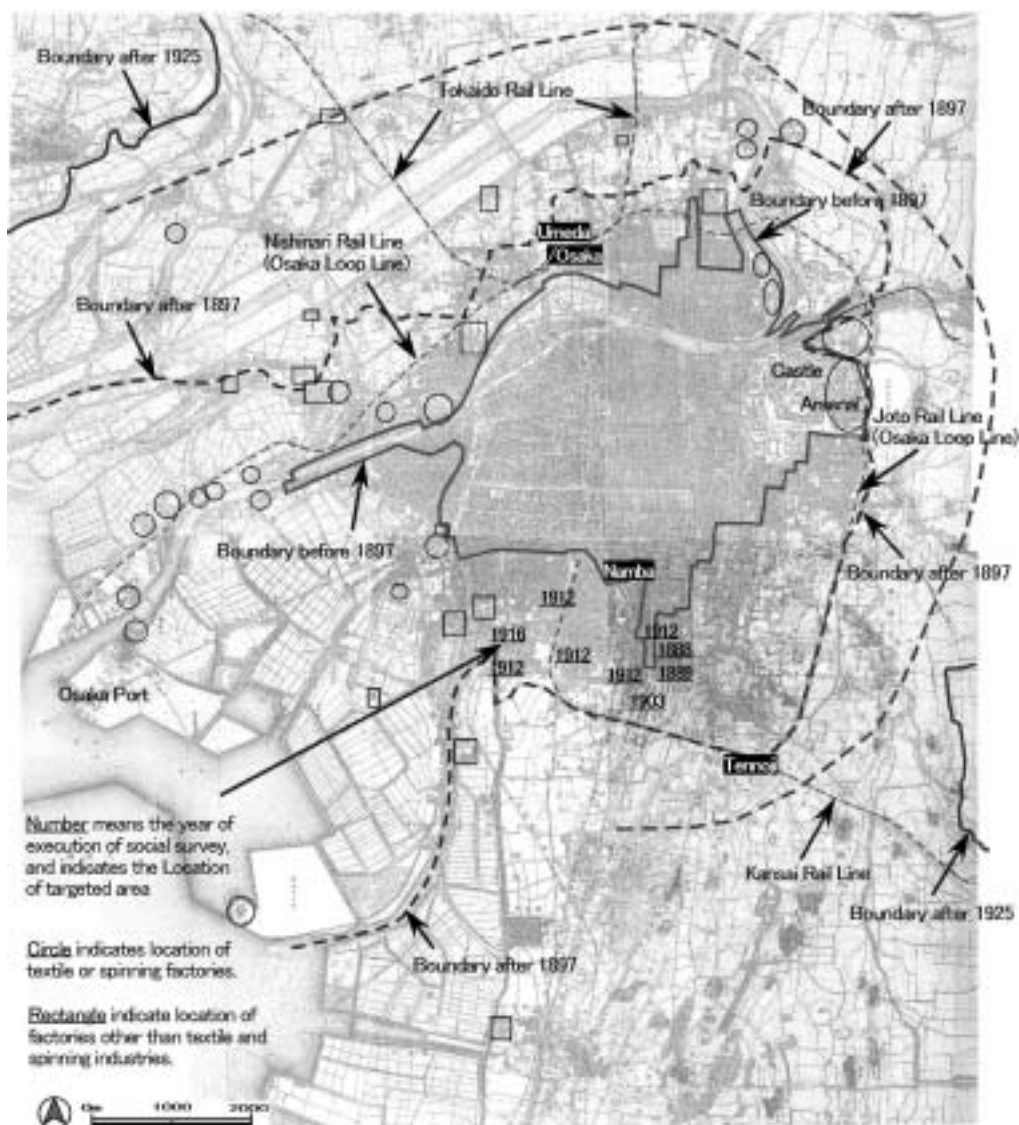 Boundary after 1925
Tokaido Rail Line
Boundary after 1897
Boundary before 1897
Umeda
/Osaka
Nishinari Rail Line
(Osaka Loop Line)
Boundary after 1897
Castle
Arsenal
Joto Rail Line
(Osaka Loop Line)
Boundary before 1897
Namba
Boundary after 1897
1912
1912
1916
1888
1912
1912
1912
1889
1903
Osaka Port
Tennoji
Number means the year of
execution of social survey,
and indicates the Location
of targeted area
Kansai Rail Line
Boundary after 1925
Circle indicates location of
textile or spinning factories.
Boundary after 1897
Rectangle indicate location of
factories other than textile and
spinning industries.
0m 1000 2000